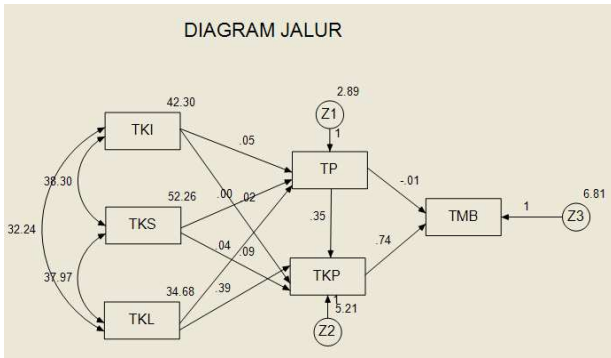 DIAGRAM JALUR
2.89
42.30
Z1
1
TKI
.05
TP
-.01
38.30
.00
.02
6.81
52.26
.35
TMB
1
Z3
32.24
TKS
.04
.09
.74
37.97
34.68
.39
TKP
TKL
1
5.21
Z2